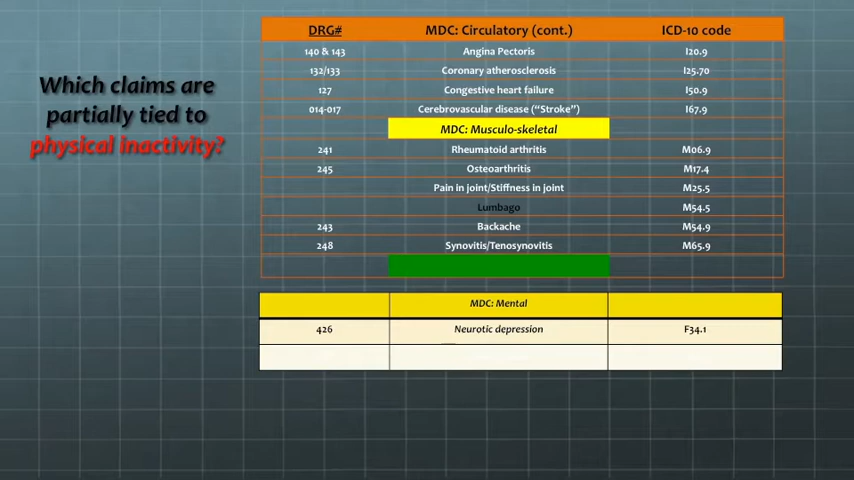 Which claims are
partially tied to
physical inactivity?
DRG# MDC: Circulatory (cont.) ICD-10 code
140 & 143 Angina Pectoris I20.9
132/133 Coronary atherosclerosis I25.70
127 Congestive heart failure I50.9
014-017 Cerebrovascular disease (“Stroke”) I67.9
MDC: Musculo-skeletal
241 Rheumatoid arthritis M06.9
245 Osteoarthritis M17.4
Pain in joint/Stiffness in joint M25.5
Lumbago M54.5
243 Backache M54.9
248 Synovitis/Tenosynovitis M65.9
MDC: Mental
426 Neurotic depression F34.1